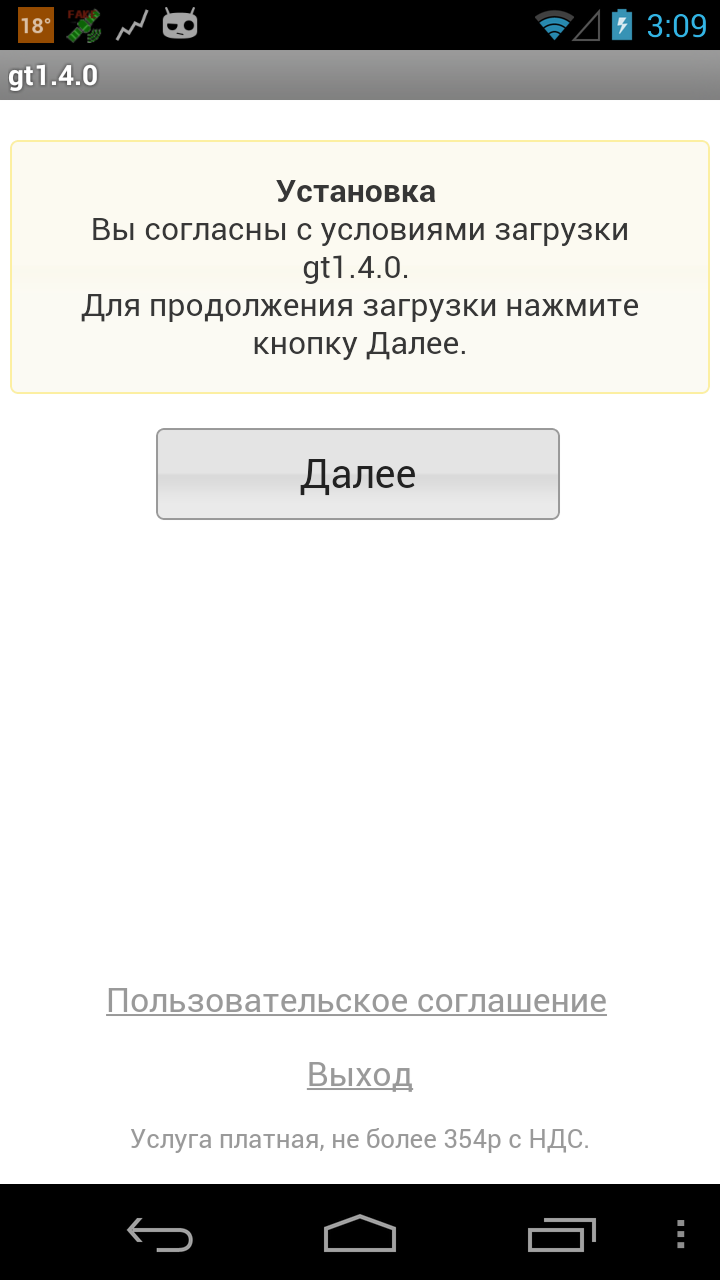 18°
FAKE
3:09
gt1.4.0
Установка
Вы согласны с условиями загрузки
gt1.4.0.
Для продолжения загрузки нажмите
кнопку Далее.
Далее
Пользовательское соглашение
Выход
Услуга платная, не более 354р с НДС.